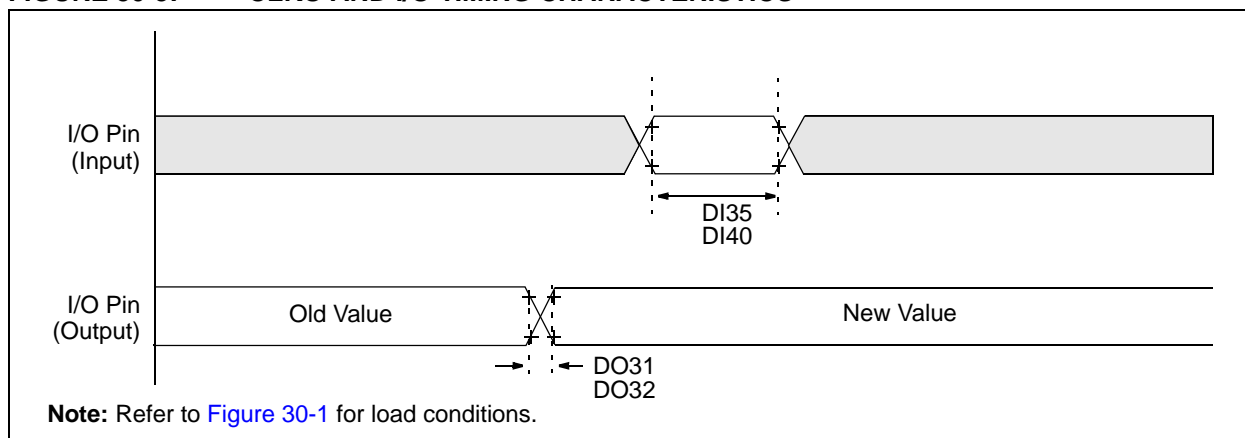 I/O Pin
(Input)
DI35
DI40
I/O Pin
(Output)
Old Value
New Value
DO31
DO32
Note: Refer to Figure 30-1 for load conditions.